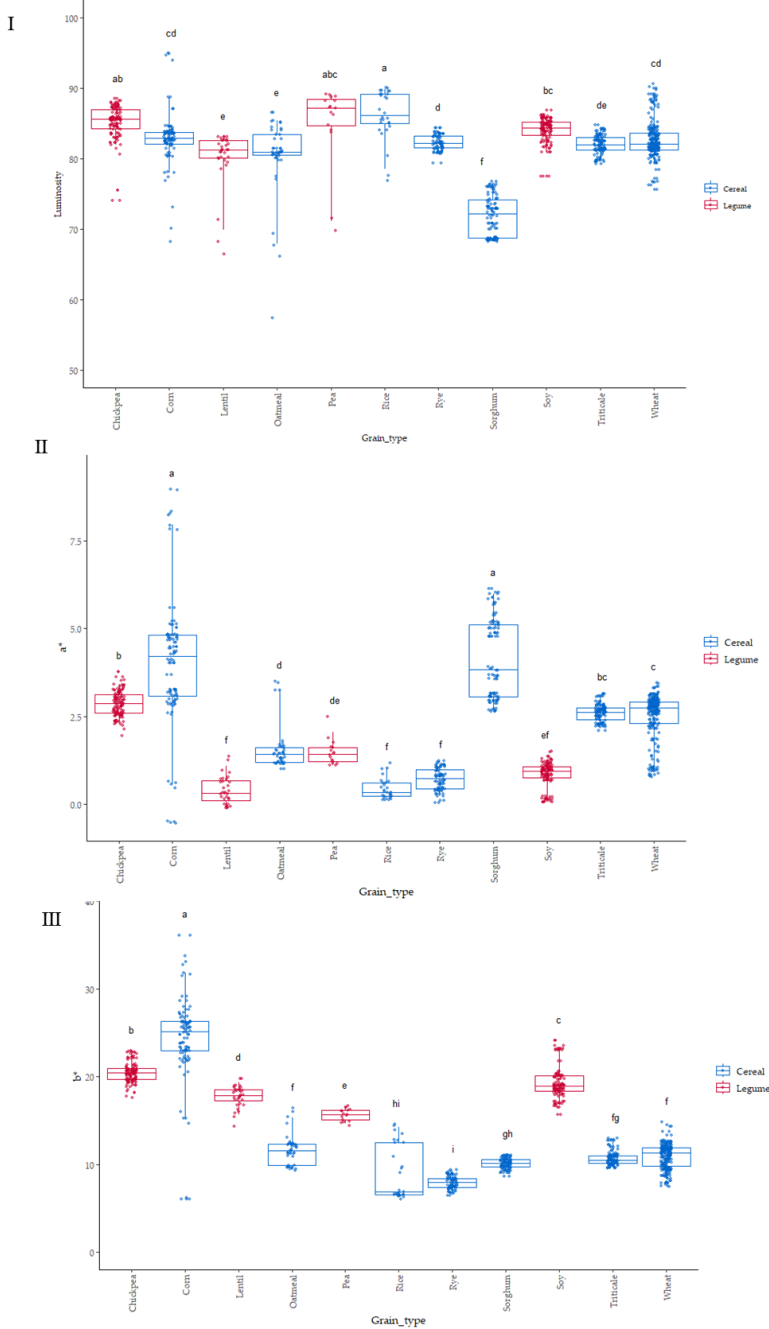 I
100
90
80
70
60
50
Luminosity
ab
cd
e
e
abc
a
d
f
bc
de
cd
Chickpea
Corn
Lentil
Oatmeal
Pea
Rice
Rye
Sorghum
Soy
Triticale
Wheat
Grain_type
Cereal
Legume
II
7.5
5.0
2.5
0.0
a*
b
a
f
d
de
f
f
a
ef
bc
c
Chickpea
Corn
Lentil
Oatmeal
Pea
Rice
Rye
Sorghum
Soy
Triticale
Wheat
Grain_type
Cereal
Legume
III
40
30
20
10
0
b*
b
a
d
f
e
hi
i
gh
c
fg
f
Chickpea
Corn
Lentil
Oatmeal
Pea
Rice
Rye
Sorghum
Soy
Triticale
Wheat
Grain_type
Cereal
Legume